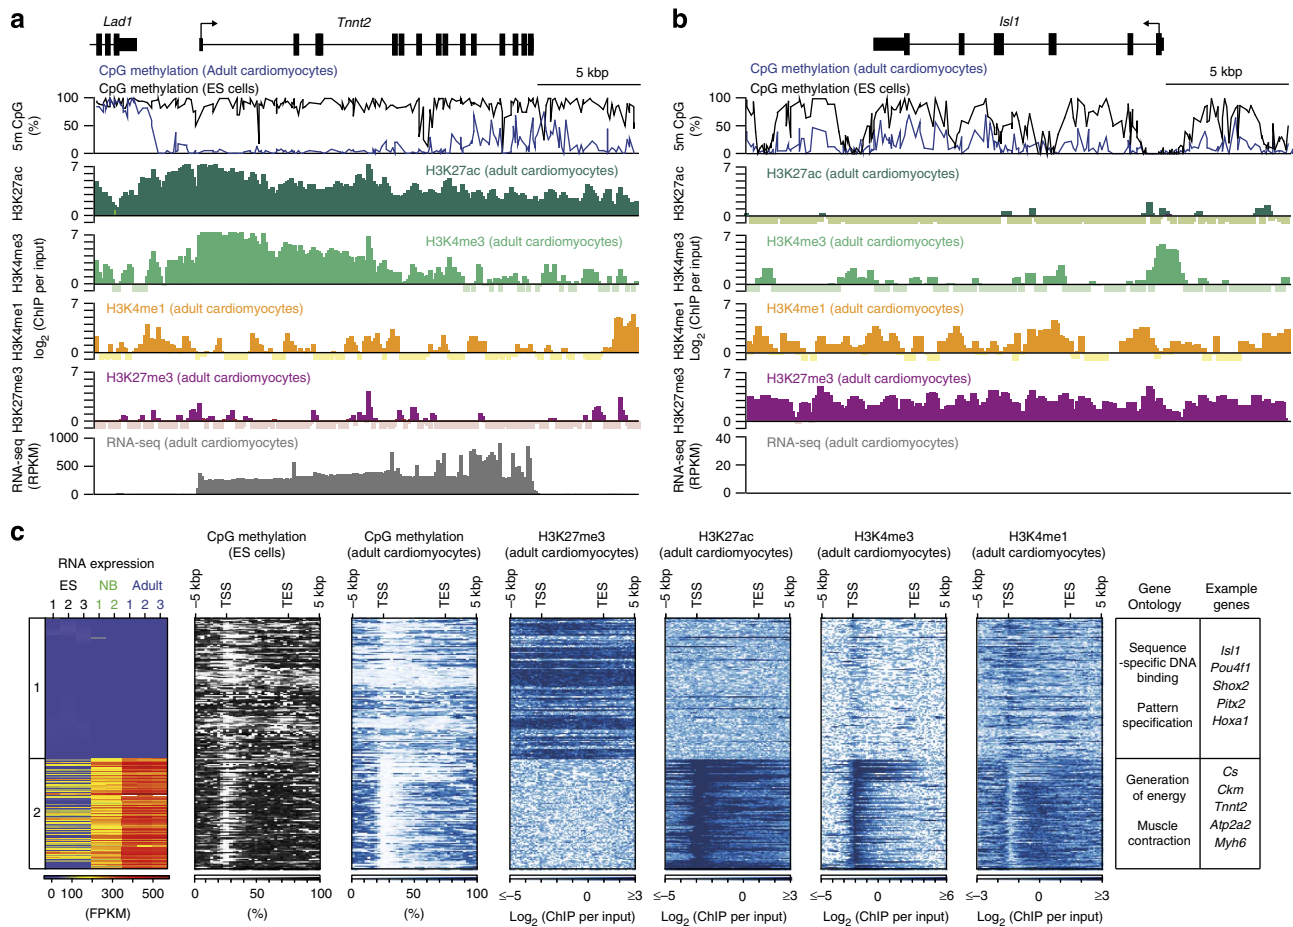 a
Lad1
Tnnt2
CpG methylation (Adult cardiomyocytes)
CpG methylation (ES cells)
5 kbp
5m CpG
(%)
100
50
0
H3K27ac
7
0
H3K27ac (adult cardiomyocytes)
H3K4me3
7
0
H3K4me3 (adult cardiomyocytes)
H3K4me1
log2 (ChIP per input)
7
0
H3K4me1 (adult cardiomyocytes)
H3K27me3
7
0
H3K27me3 (adult cardiomyocytes)
RNA-seq
(RPKM)
1000
500
0
RNA-seq (adult cardiomyocytes)
b
Isl1
CpG methylation (adult cardiomyocytes)
CpG methylation (ES cells)
5 kbp
5m CpG
(%)
100
50
0
H3K27ac
7
0
H3K27ac (adult cardiomyocytes)
H3K4me3
7
0
H3K4me3 (adult cardiomyocytes)
H3K4me1
Log2 (ChIP per input)
7
0
H3K4me1 (adult cardiomyocytes)
H3K27me3
7
0
H3K27me3 (adult cardiomyocytes)
RNA-seq
(RPKM)
40
20
0
RNA-seq (adult cardiomyocytes)
c
RNA expression
ES NB Adult
1 2 3 1 2 1 2 3
1
2
0 100 300 500
(FPKM)
CpG methylation
(ES cells)
-5 kbp TSS TES 5 kbp
0 50 100
(%)
CpG methylation
(adult cardiomyocytes)
-5 kbp TSS TES 5 kbp
0 50 100
(%)
H3K27me3
(adult cardiomyocytes)
-5 kbp TSS TES 5 kbp
≤-5 0 ≥3
Log2 (ChIP per input)
H3K27ac
(adult cardiomyocytes)
-5 kbp TSS TES 5 kbp
≤-5 0 ≥3
Log2 (ChIP per input)
H3K4me3
(adult cardiomyocytes)
-5 kbp TSS TES 5 kbp
≤-5 0 ≥6
Log2 (ChIP per input)
H3K4me1
(adult cardiomyocytes)
-5 kbp TSS TES 5 kbp
≤-3 0 ≥3
Log2 (ChIP per input)
Gene
Ontology
Example
genes
Sequence
-specific DNA
binding
Pattern
specification
Isl1
Pou4f1
Shox2
Pitx2
Hoxa1
Generation
of energy
Muscle
contraction
Cs
Ckm
Tnnt2
Atp2a2
Myh6